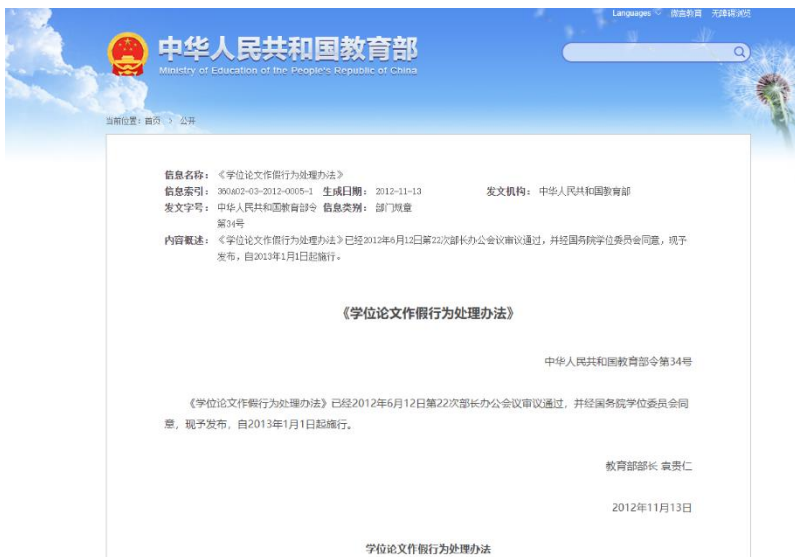 Languages 微言教育 无障碍浏览
中华人民共和国教育部
Ministry of Education of the People's Republic of China
当前位置：首页 > 公开
信息名称：《学位论文作假行为处理办法》
信息索引：360A02-03-2012-0005-1 生成日期：2012-11-13 发文机构：中华人民共和国教育部
发文字号：中华人民共和国教育部令 信息类别：部门规章
第34号
内容概述：《学位论文作假行为处理办法》已经2012年6月12日第22次部长办公会议审议通过，并经国务院学位委员会同意，现予
发布，自2013年1月1日起施行。
《学位论文作假行为处理办法》
中华人民共和国教育部令第34号
《学位论文作假行为处理办法》已经2012年6月12日第22次部长办公会议审议通过，并经国务院学位委员会同
意，现予发布，自2013年1月1日起施行。
教育部部长 袁贵仁
2012年11月13日
学位论文作假行为处理办法